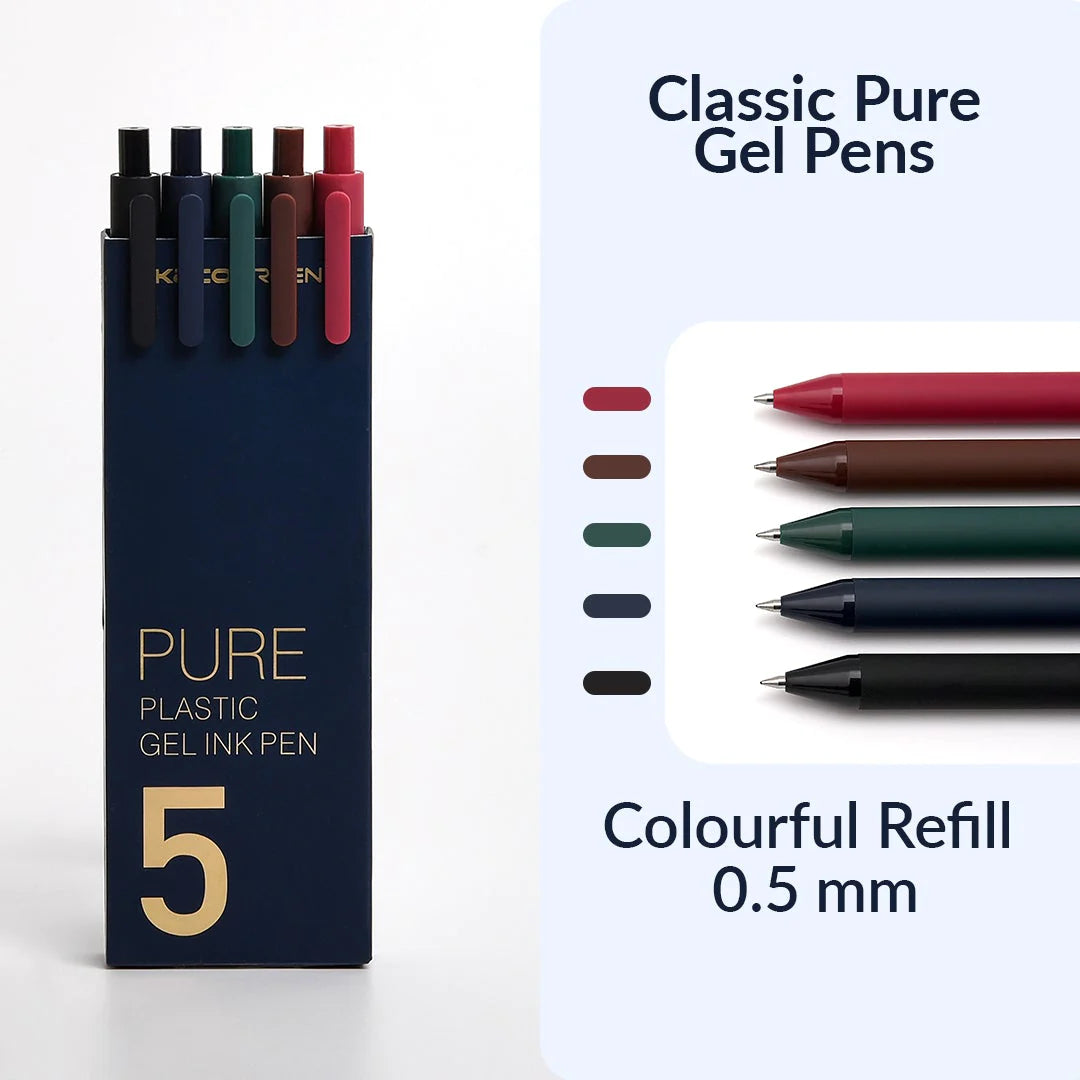 PURE
PLASTIC
GEL INK PEN
5
Classic Pure
Gel Pens
Colourful Refill
0.5 mm